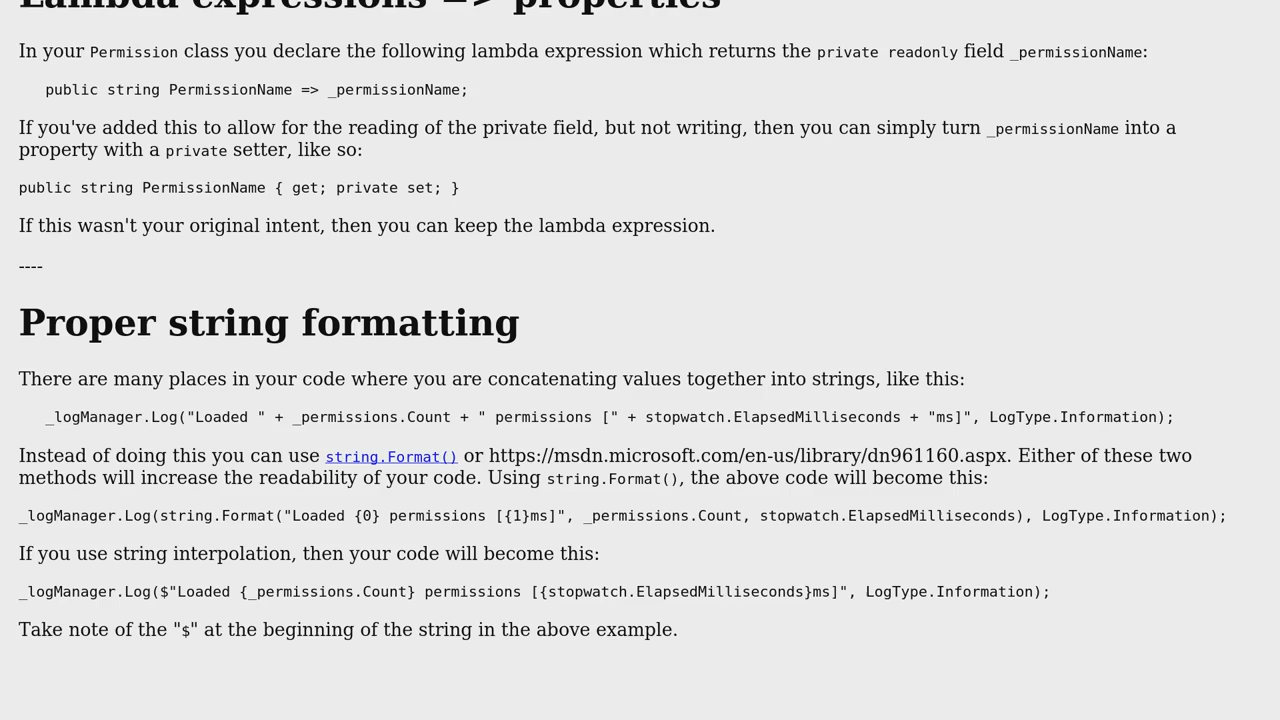 Lambda expressions => properties
In your Permission class you declare the following lambda expression which returns the private readonly field _permissionName:
public string PermissionName => _permissionName;
If you've added this to allow for the reading of the private field, but not writing, then you can simply turn _permissionName into a
property with a private setter, like so:
public string PermissionName { get; private set; }
If this wasn't your original intent, then you can keep the lambda expression.
----
Proper string formatting
There are many places in your code where you are concatenating values together into strings, like this:
_logManager.Log("Loaded " + _permissions.Count + " permissions [" + stopwatch.ElapsedMilliseconds + "ms]", LogType.Information);
Instead of doing this you can use string.Format() or https://msdn.microsoft.com/en-us/library/dn961160.aspx. Either of these two
methods will increase the readability of your code. Using string.Format(), the above code will become this:
_logManager.Log(string.Format("Loaded {0} permissions [{1}ms]", _permissions.Count, stopwatch.ElapsedMilliseconds), LogType.Information);
If you use string interpolation, then your code will become this:
_logManager.Log($"Loaded {_permissions.Count} permissions [{stopwatch.ElapsedMilliseconds}ms]", LogType.Information);
Take note of the "$" at the beginning of the string in the above example.